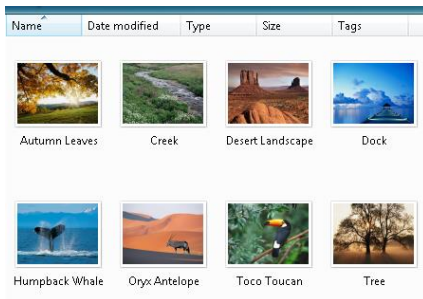 Name Date modified Type Size Tags
Autumn Leaves Creek Desert Landscape Dock
Humpback Whale Oryx Antelope Toco Toucan Tree